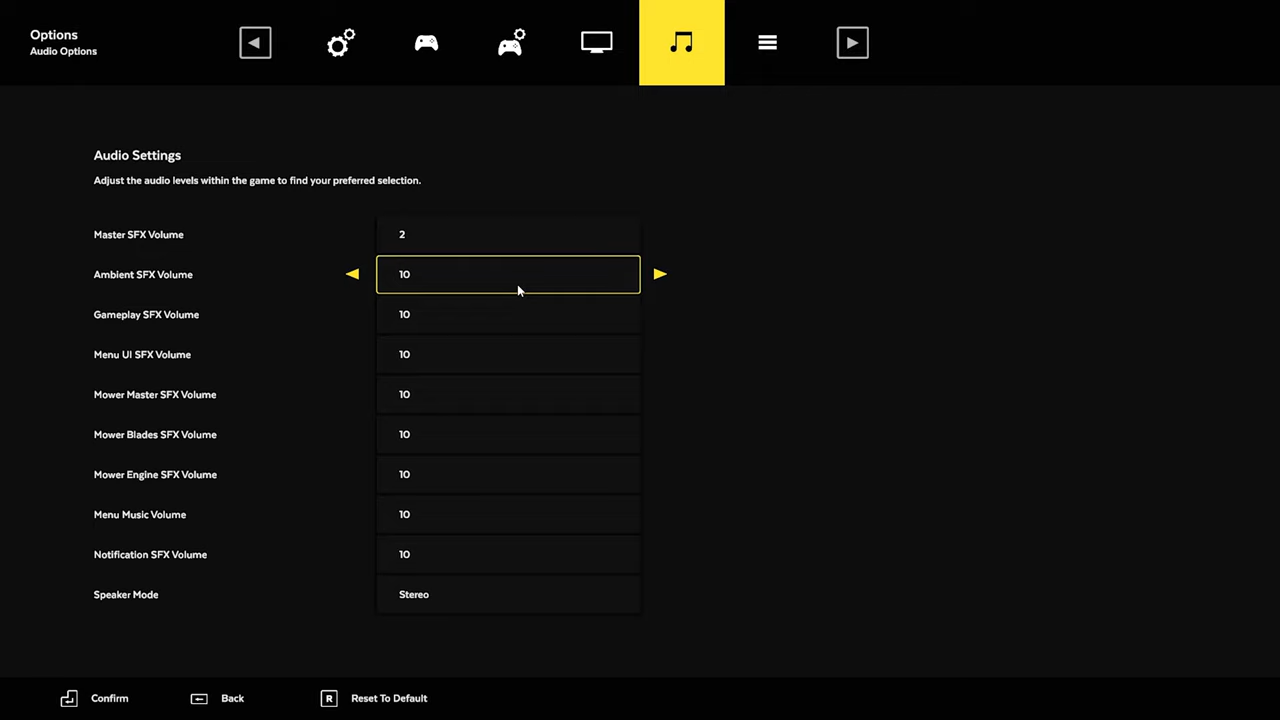 Options
Audio Options
Audio Settings
Adjust the audio levels within the game to find your preferred selection.
Master SFX Volume 2
Ambient SFX Volume 10
Gameplay SFX Volume 10
Menu UI SFX Volume 10
Mower Master SFX Volume 10
Mower Blades SFX Volume 10
Mower Engine SFX Volume 10
Menu Music Volume 10
Notification SFX Volume 10
Speaker Mode Stereo
Confirm Back R Reset To Default